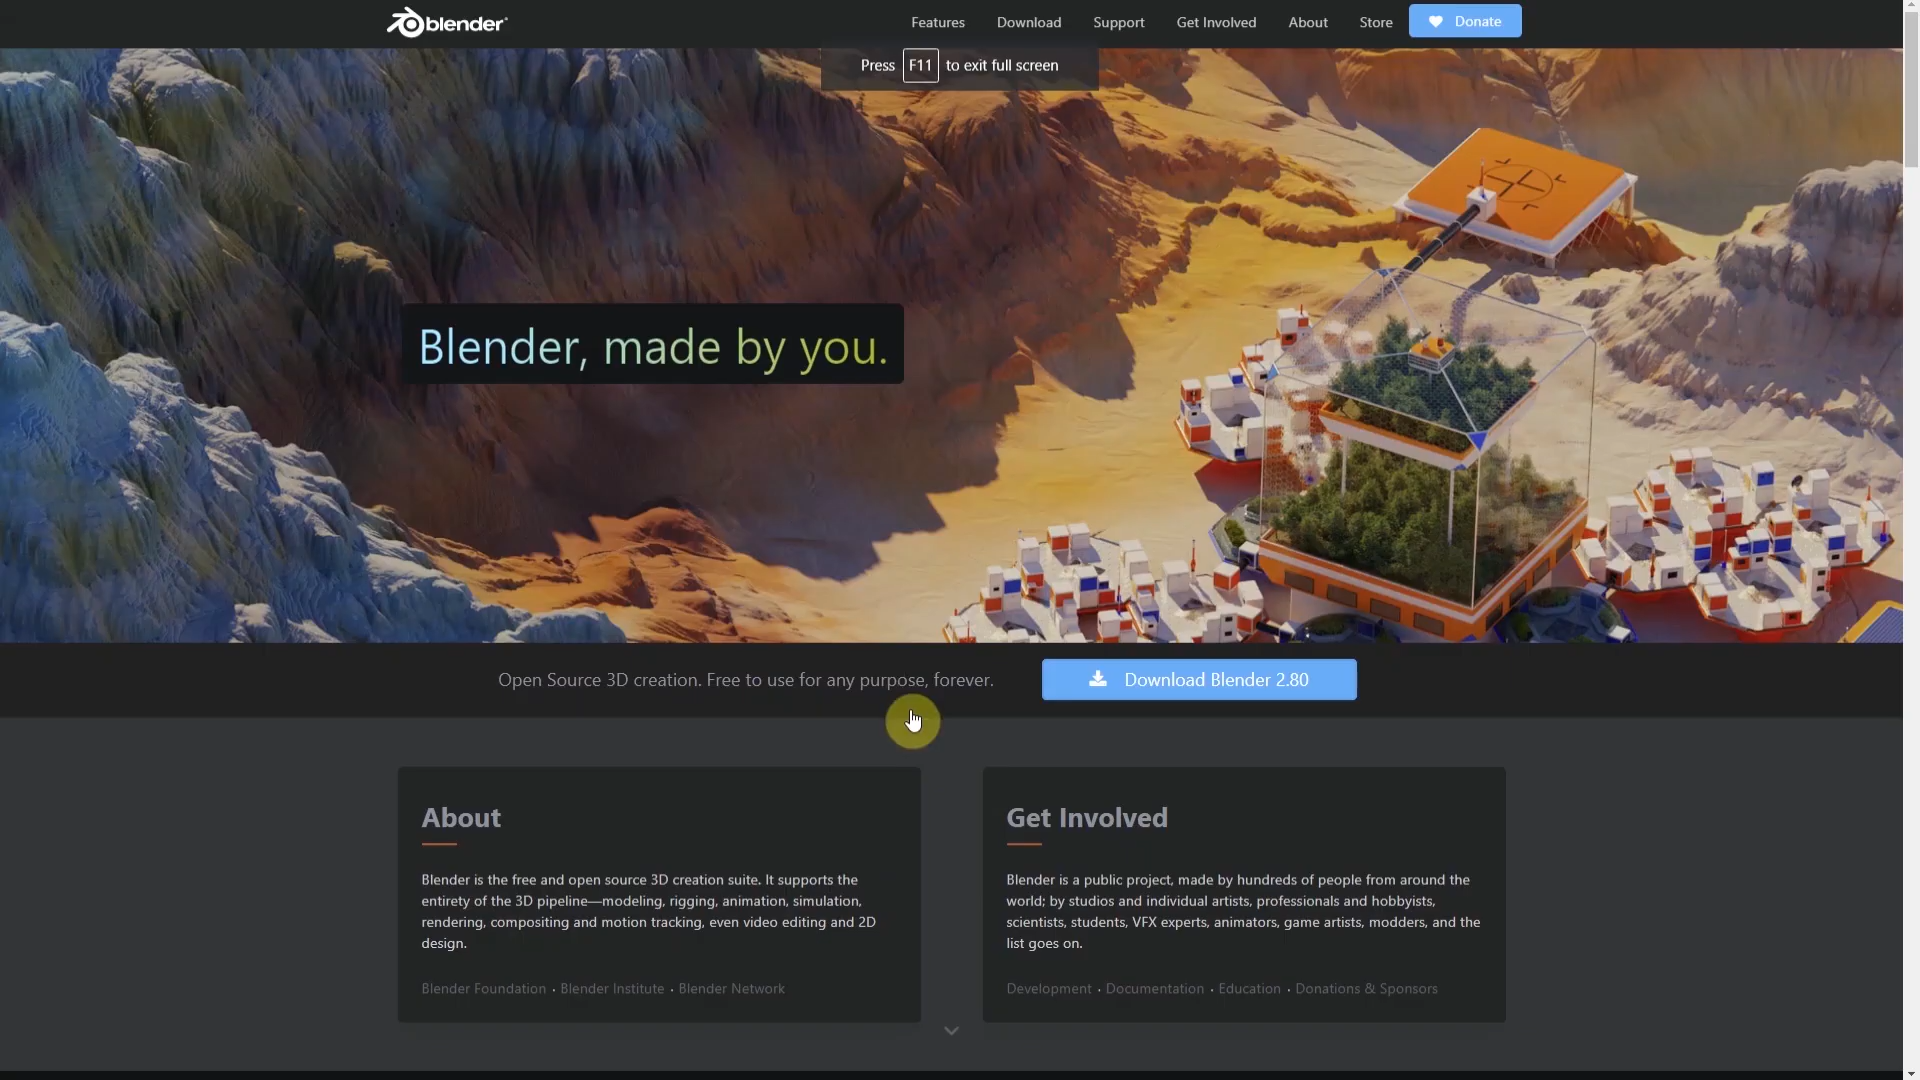 blender
Features Download Support Get Involved About Store Donate
Press F11 to exit full screen
Blender, made by you.
Open Source 3D creation. Free to use for any purpose, forever.
Download Blender 2.80
About
Blender is the free and open source 3D creation suite. It supports the
entirety of the 3D pipeline—modeling, rigging, animation, simulation,
rendering, compositing and motion tracking, even video editing and 2D
design.
Blender Foundation · Blender Institute · Blender Network
Get Involved
Blender is a public project, made by hundreds of people from around the
world; by studios and individual artists, professionals and hobbyists,
scientists, students, VFX experts, animators, game artists, modders, and the
list goes on.
Development · Documentation · Education · Donations & Sponsors